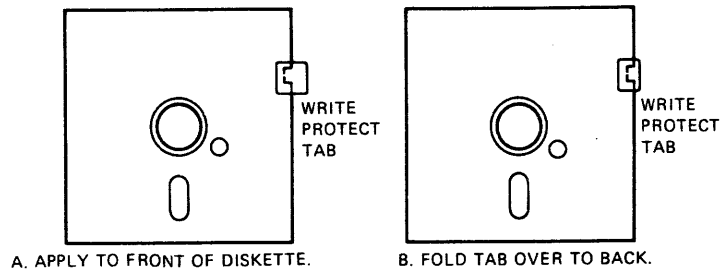 WRITE
PROTECT
TAB
A. APPLY TO FRONT OF DISKETTE.
WRITE
PROTECT
TAB
B. FOLD TAB OVER TO BACK.